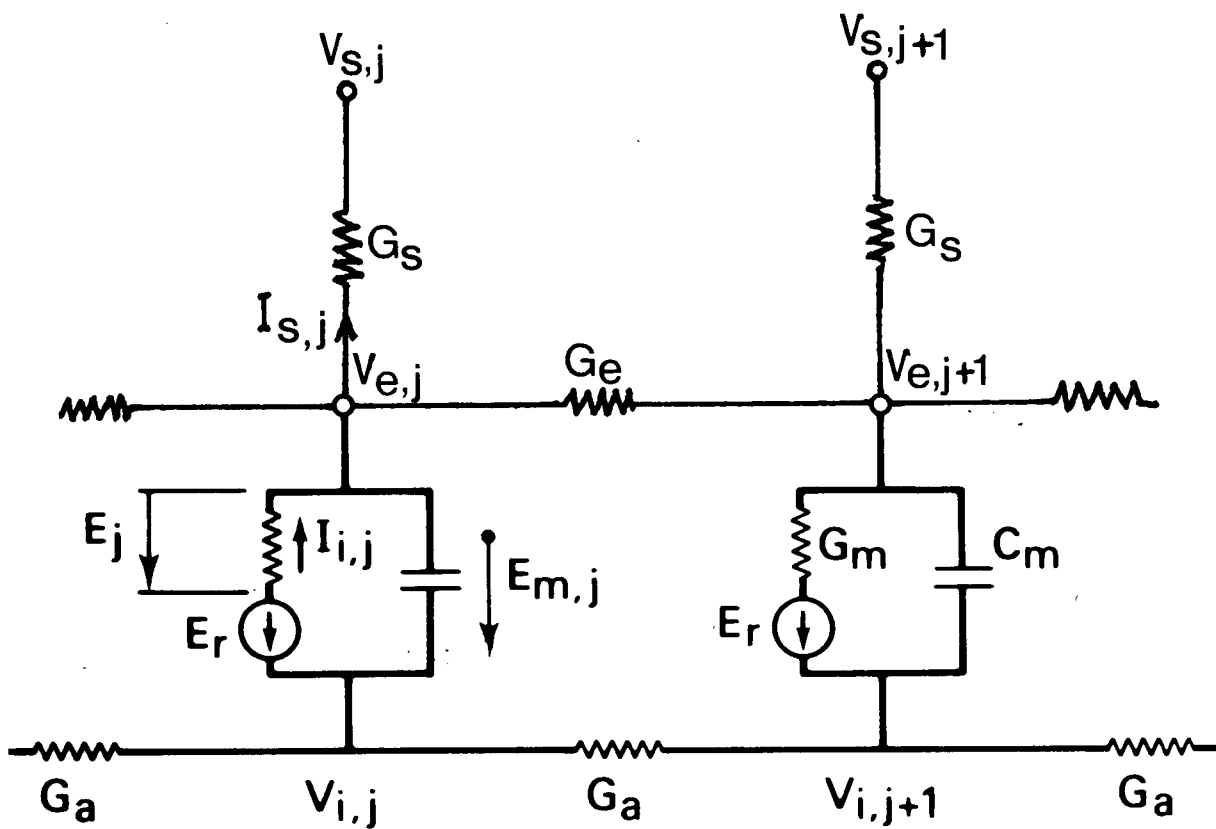 Vs,j
Vs,j+1
Gs
Gs
Is,j
Ve,j
Ge
Ve,j+1
Ej
Ii,j
Em,j
Gm
Cm
Er
Er
Ga
Vi,j
Ga
Vi,j+1
Ga